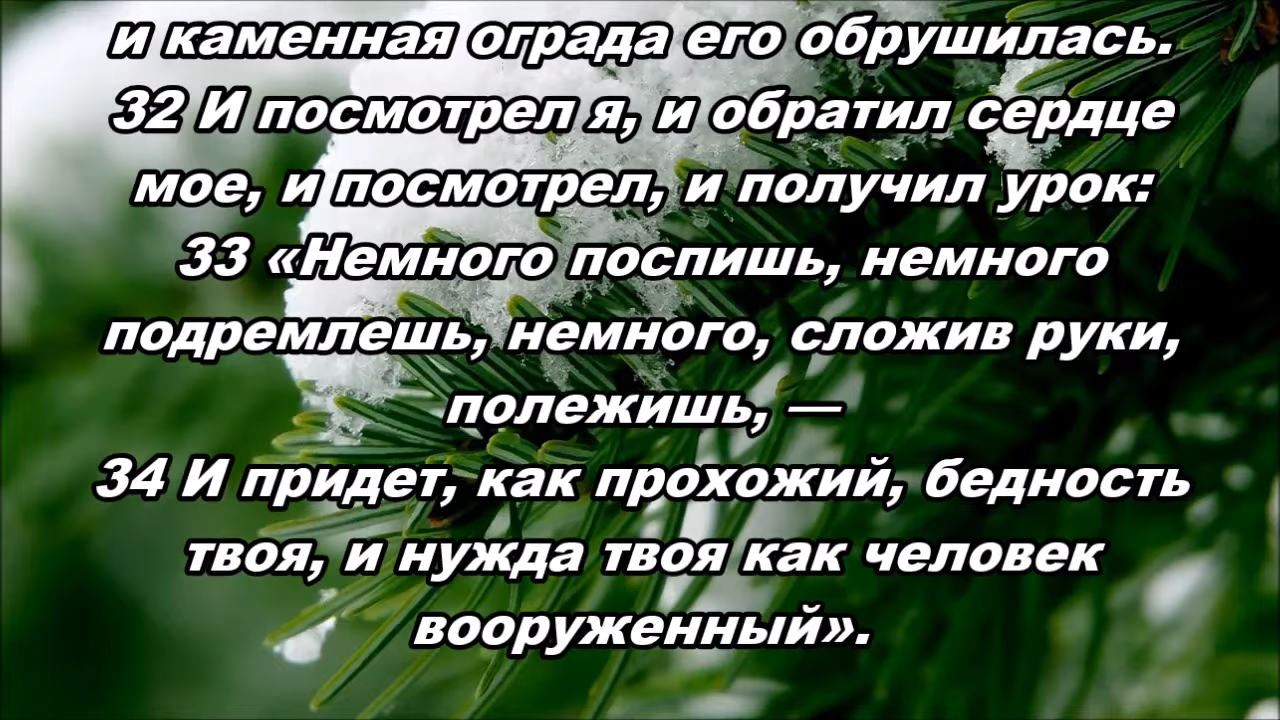 и каменная ограда его обрушилась.
32 И посмотрел я, и обратил сердце
мое, и посмотрел, и получил урок:
33 «Немного поспишь, немного
подремлешь, немного, сложив руки,
полежишь, —
34 И придет, как прохожий, бедность
твоя, и нужда твоя как человек
вооруженный».